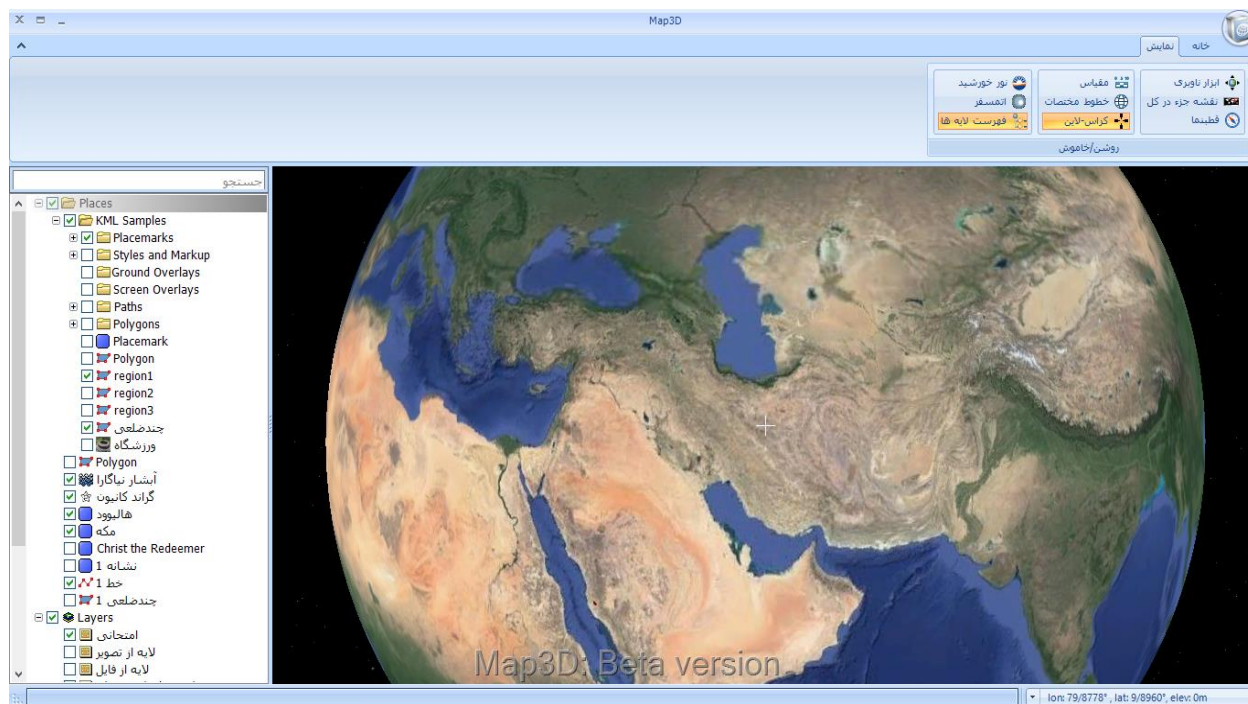 Map3D
خانه
نمایش
ابزار ناوبری
نقشه جزء در کل
قطبنما
مقیاس
خطوط مختصات
کراس-لاین
نور خورشید
اتمسفر
فهرست لایه ها
روشن/خاموش
جستجو
Places
KML Samples
Placemarks
Styles and Markup
Ground Overlays
Screen Overlays
Paths
Polygons
Placemark
Polygon
region1
region2
region3
چندضلعی
ورزشگاه
Polygon
آبشار نیاگارا
گراند کانیون
هالیوود
مکه
Christ the Redeemer
نشانه 1
خط 1
چندضلعی 1
Layers
امتحانی
لایه از تصویر
لایه از فایل
Map3D: Beta version
lon: 79/8778° , lat: 9/8960°, elev: 0m